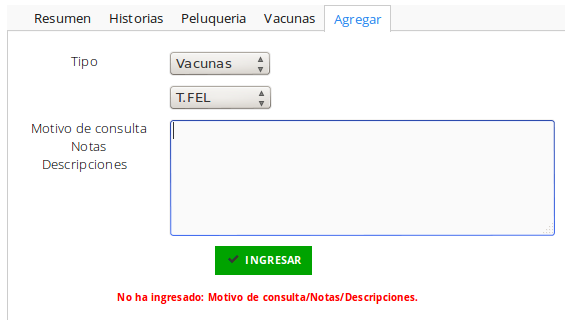 Resumen Historias Peluqueria Vacunas Agregar
Tipo Vacunas
T.FEL
Motivo de consulta
Notas
Descripciones
INGRESAR
No ha ingresado: Motivo de consulta/Notas/Descripciones.